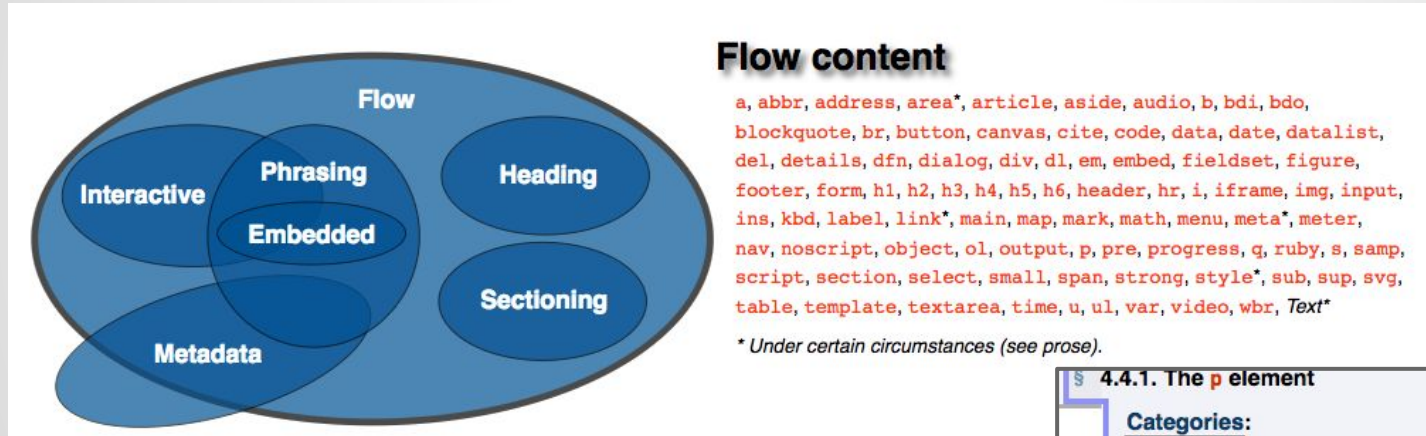 Flow
Phrasing
Interactive
Embedded
Heading
Sectioning
Metadata
Flow content
a, abbr, address, area*, article, aside, audio, b, bdi, bdo,
blockquote, br, button, canvas, cite, code, data, date, datalist,
del, details, dfn, dialog, div, dl, em, embed, fieldset, figure,
footer, form, h1, h2, h3, h4, h5, h6, header, hr, i, iframe, img, input,
ins, kbd, label, link*, main, map, mark, math, menu, meta*, meter,
nav, noscript, object, ol, output, p, pre, progress, q, ruby, s, samp,
script, section, select, small, span, strong, style*, sub, sup, svg,
table, template, textarea, time, u, ul, var, video, wbr, Text*
* Under certain circumstances (see prose).
§ 4.4.1. The p element
Categories: